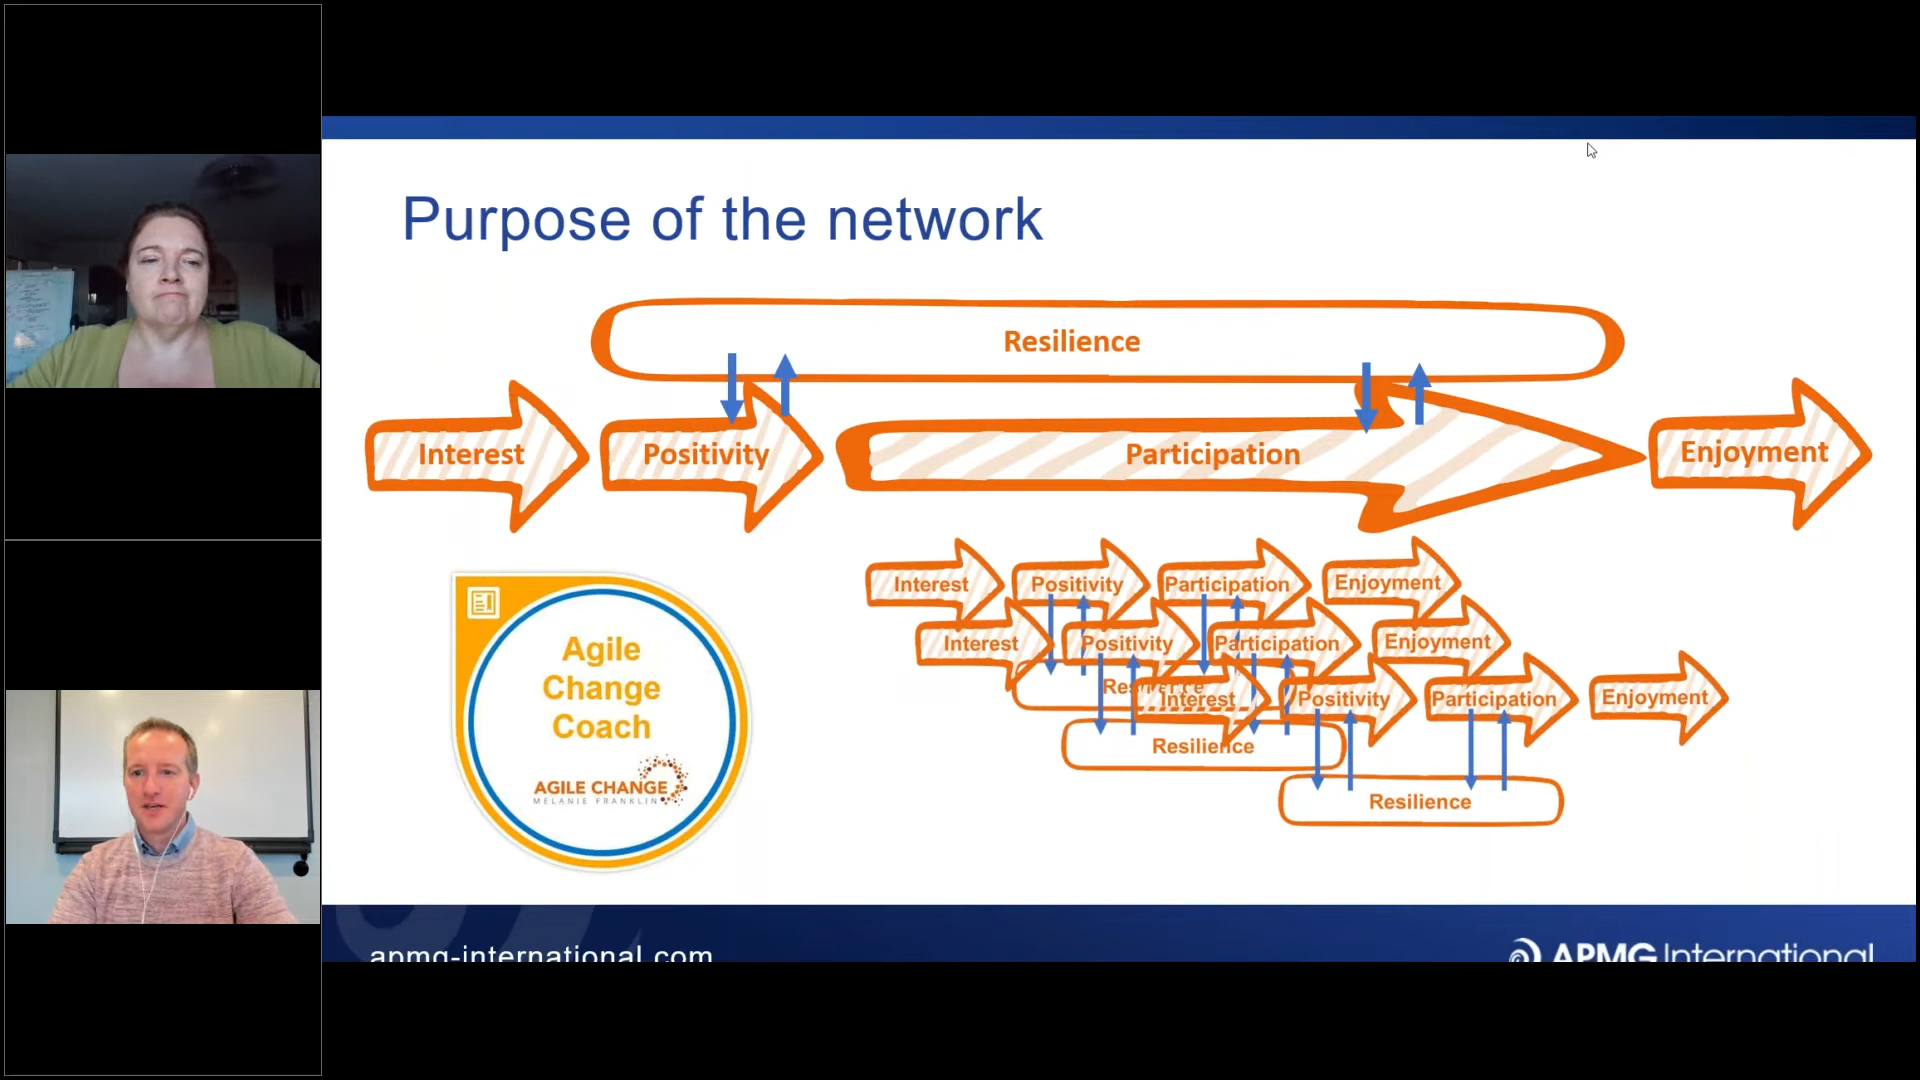 Purpose of the network
Resilience
Interest
Positivity
Participation
Enjoyment
Interest
Positivity
Participation
Enjoyment
Interest
Positivity
Participation
Enjoyment
Resilience
Interest
Positivity
Participation
Enjoyment
Resilience
Resilience
Agile
Change
Coach
AGILE CHANGE
MELANIE FRANKLIN
apmg-international.com
APMG International